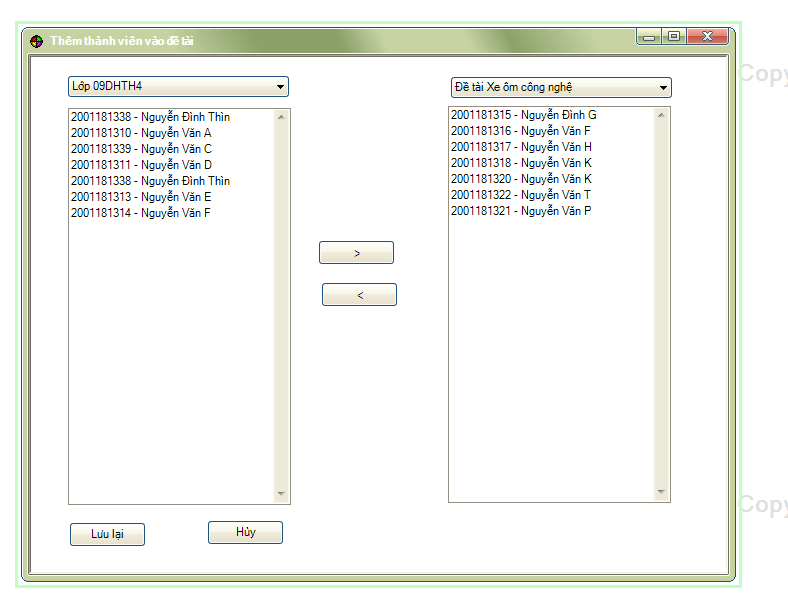 Thêm thành viên vào đề tài
Copy
Lớp 09DHTH4
Đề tài Xe ôm công nghệ
2001181338 - Nguyễn Đình Thìn
2001181310 - Nguyễn Văn A
2001181339 - Nguyễn Văn C
2001181311 - Nguyễn Văn D
2001181338 - Nguyễn Đình Thìn
2001181313 - Nguyễn Văn E
2001181314 - Nguyễn Văn F
2001181315 - Nguyễn Đình G
2001181316 - Nguyễn Văn F
2001181317 - Nguyễn Văn H
2001181318 - Nguyễn Văn K
2001181320 - Nguyễn Văn K
2001181322 - Nguyễn Văn T
2001181321 - Nguyễn Văn P
>
<
Copy
Lưu lại
Hủy